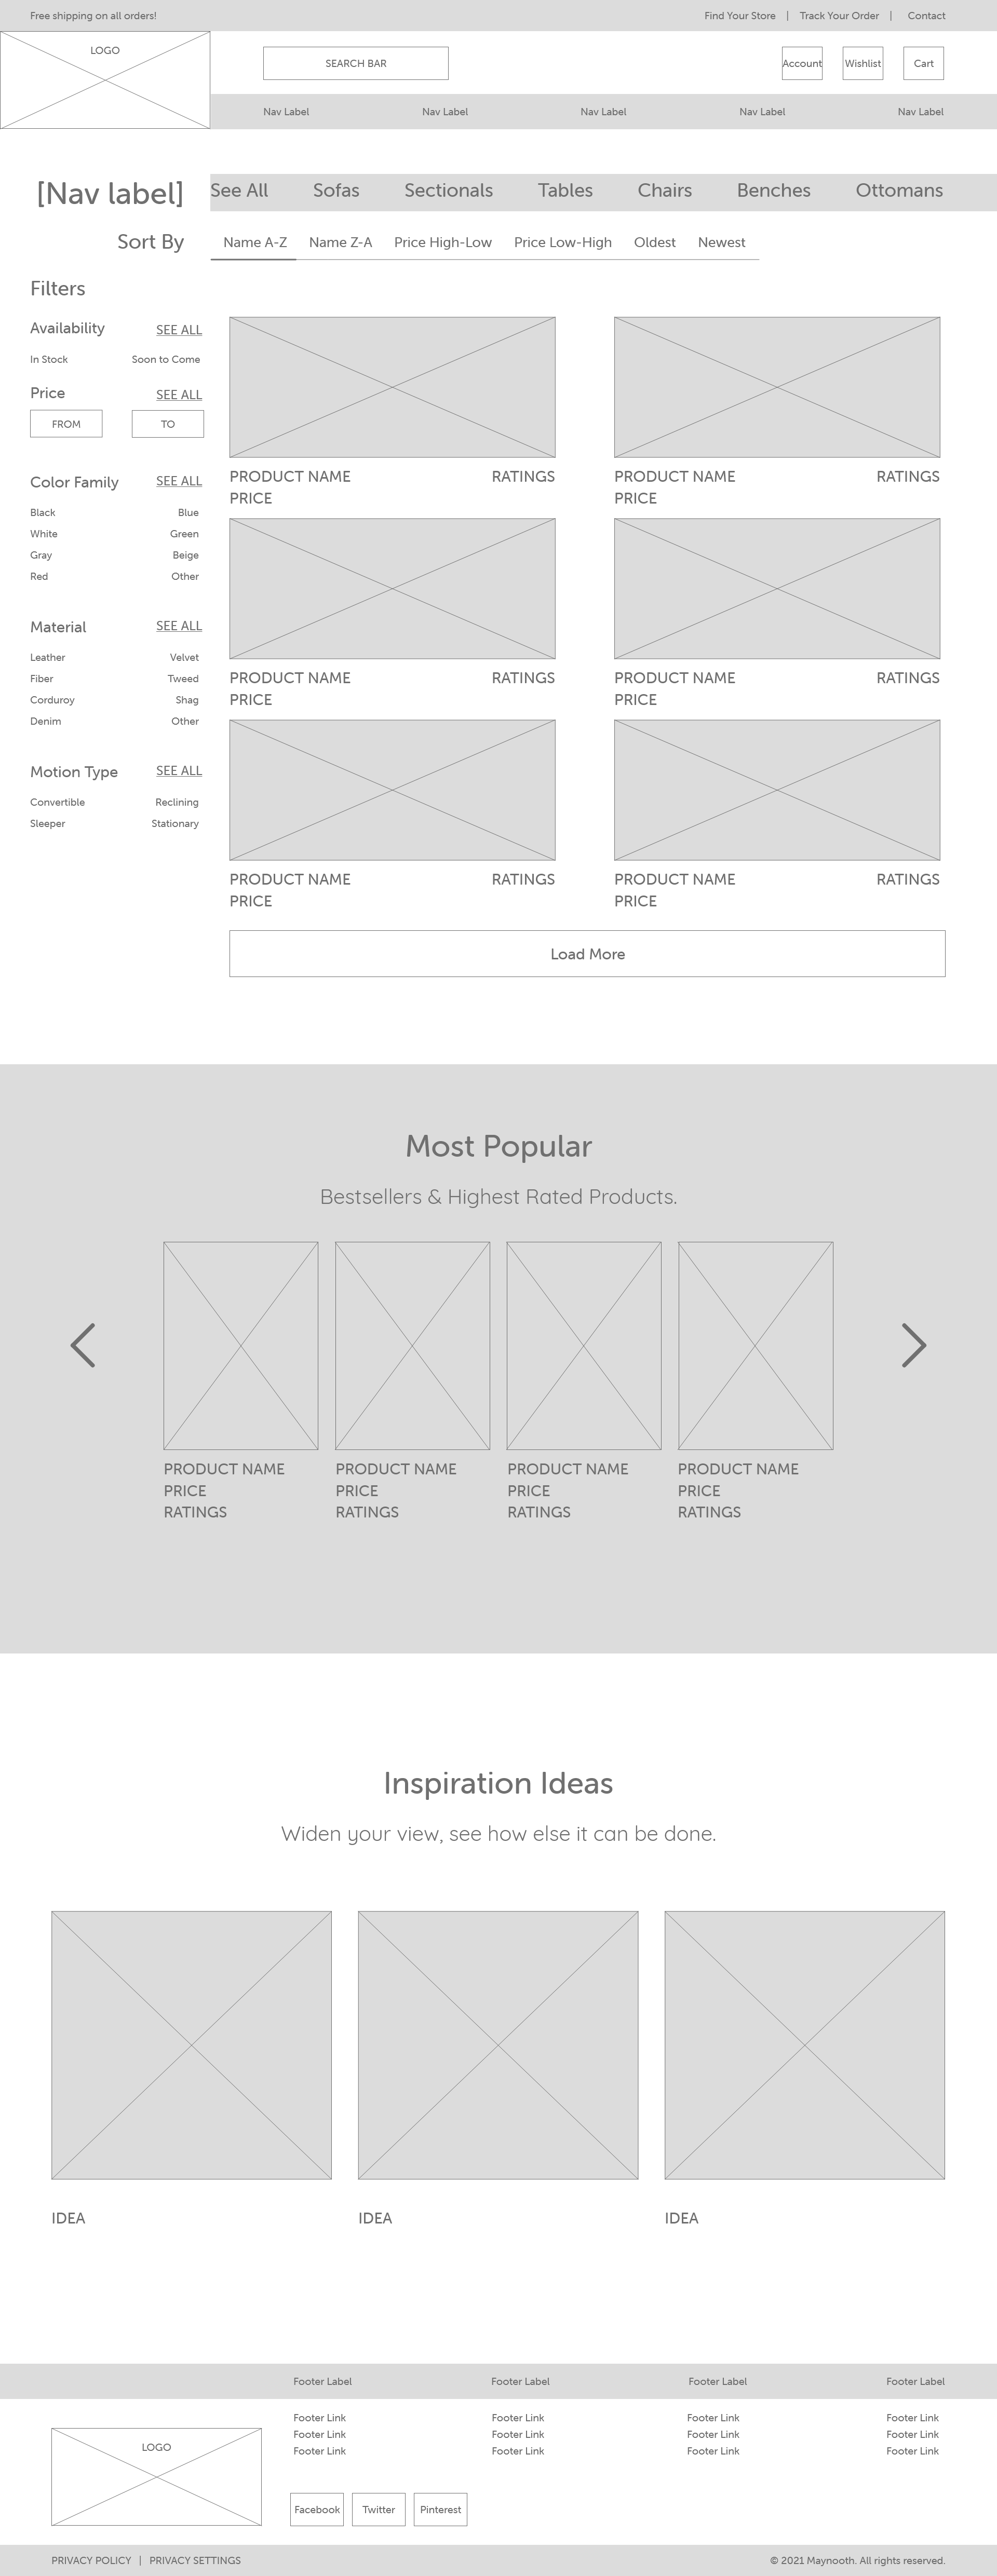 Free shipping on all orders! Find Your Store | Track Your Order | Contact
LOGO
SEARCH BAR Account Wishlist Cart
Nav Label Nav Label Nav Label Nav Label Nav Label
[Nav label] See All Sofas Sectionals Tables Chairs Benches Ottomans
Sort By Name A-Z Name Z-A Price High-Low Price Low-High Oldest Newest
Filters
Availability SEE ALL
In Stock Soon to Come
Price SEE ALL
FROM TO
Color Family SEE ALL
Black Blue
White Green
Gray Beige
Red Other
Material SEE ALL
Leather Velvet
Fiber Tweed
Corduroy Shag
Denim Other
Motion Type SEE ALL
Convertible Reclining
Sleeper Stationary
PRODUCT NAME RATINGS PRODUCT NAME RATINGS
PRICE PRICE
PRODUCT NAME RATINGS PRODUCT NAME RATINGS
PRICE PRICE
PRODUCT NAME RATINGS PRODUCT NAME RATINGS
PRICE PRICE
Load More
Most Popular
Bestsellers & Highest Rated Products.
PRODUCT NAME PRODUCT NAME PRODUCT NAME PRODUCT NAME
PRICE PRICE PRICE PRICE
RATINGS RATINGS RATINGS RATINGS
Inspiration Ideas
Widen your view, see how else it can be done.
IDEA IDEA IDEA
Footer Label Footer Label Footer Label Footer Label
Footer Link Footer Link Footer Link Footer Link
Footer Link Footer Link Footer Link Footer Link
Footer Link Footer Link Footer Link Footer Link
LOGO
Facebook Twitter Pinterest
PRIVACY POLICY | PRIVACY SETTINGS © 2021 Maynooth. All rights reserved.